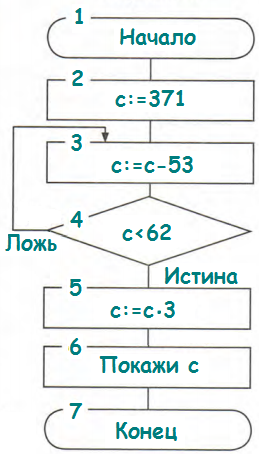 1
Начало
2
c:=371
3
c:=c-53
4
c<62
Ложь
Истина
5
c:=c·3
6
Покажи c
7
Конец